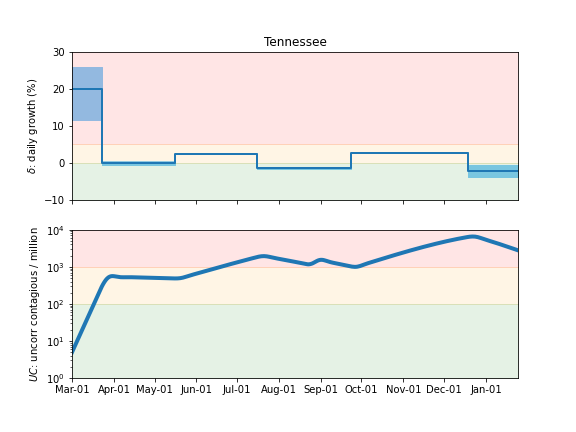 Tennessee
δ: daily growth (%)
30
20
10
0
−10
UC: uncorr contagious / million
10⁴
10³
10²
10¹
10⁰
Mar-01 Apr-01 May-01 Jun-01 Jul-01 Aug-01 Sep-01 Oct-01 Nov-01 Dec-01 Jan-01